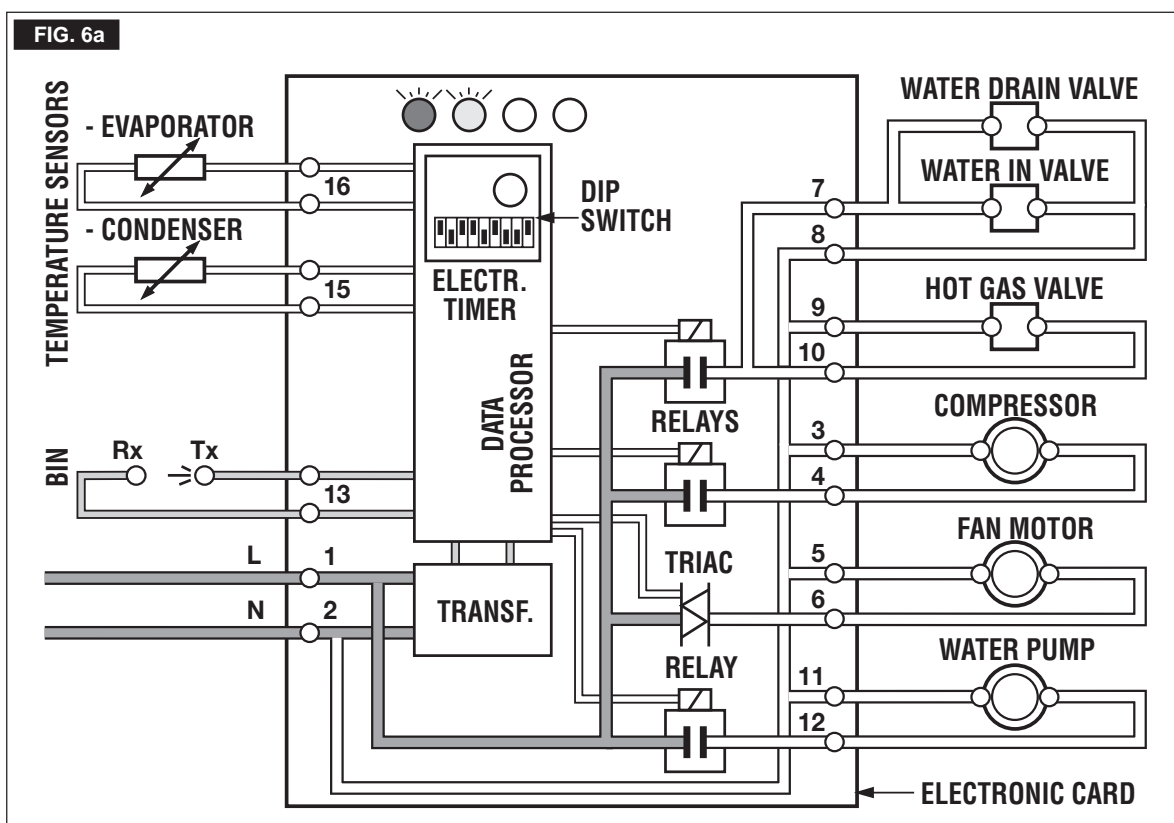 FIG. 6a
TEMPERATURE SENSORS
- EVAPORATOR
16
- CONDENSER
15
BIN
Rx
Tx
13
L
1
N
2
DIP
SWITCH
ELECTR.
TIMER
DATA
PROCESSOR
TRANSF.
RELAYS
TRIAC
RELAY
7
8
9
10
3
4
5
6
11
12
WATER DRAIN VALVE
WATER IN VALVE
HOT GAS VALVE
COMPRESSOR
FAN MOTOR
WATER PUMP
ELECTRONIC CARD